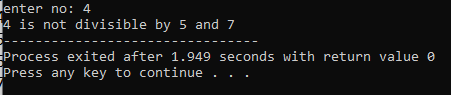 enter no: 4
4 is not divisible by 5 and 7
--------------------------------
Process exited after 1.949 seconds with return value 0
Press any key to continue . . .